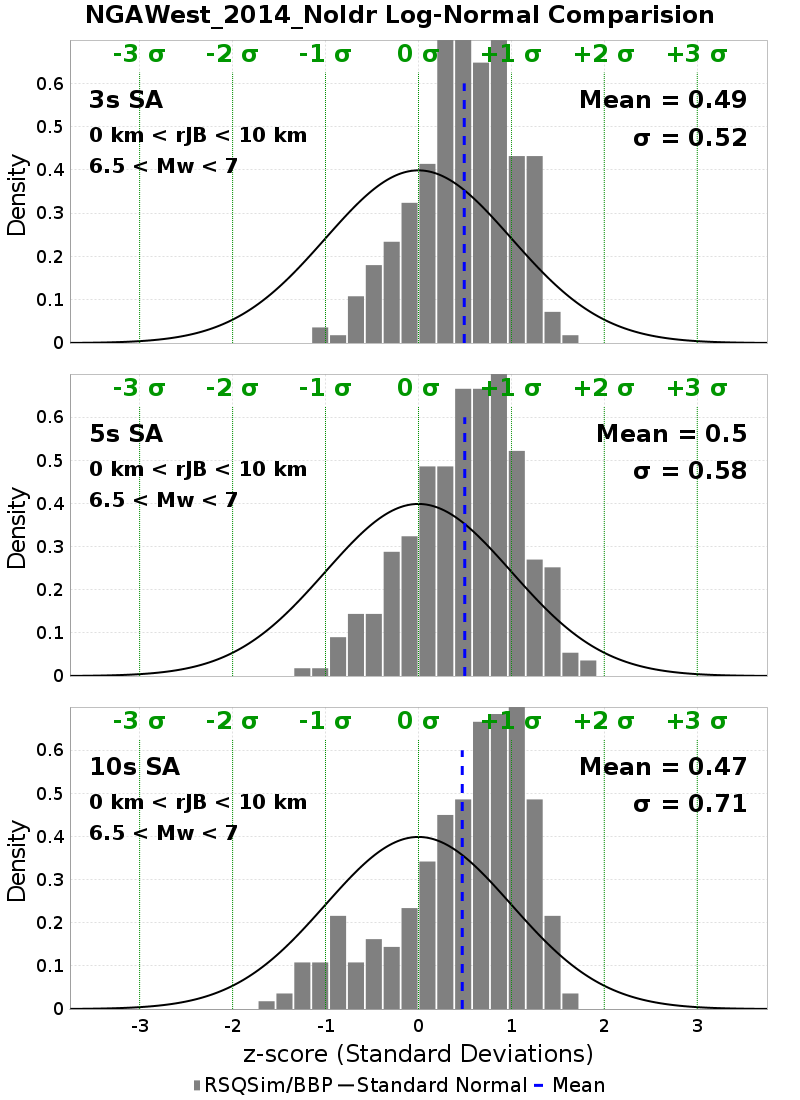 NGAWest_2014_NoIdr Log-Normal Comparision
-3 σ -2 σ -1 σ 0 σ +1 σ +2 σ +3 σ
3s SA
0 km < rJB < 10 km
6.5 < Mw < 7
Mean = 0.49
σ = 0.52
Density
0.6
0.5
0.4
0.3
0.2
0.1
0
-3 σ -2 σ -1 σ 0 σ +1 σ +2 σ +3 σ
5s SA
0 km < rJB < 10 km
6.5 < Mw < 7
Mean = 0.5
σ = 0.58
Density
0.6
0.5
0.4
0.3
0.2
0.1
0
-3 σ -2 σ -1 σ 0 σ +1 σ +2 σ +3 σ
10s SA
0 km < rJB < 10 km
6.5 < Mw < 7
Mean = 0.47
σ = 0.71
Density
0.6
0.5
0.4
0.3
0.2
0.1
0
-3 -2 -1 0 1 2 3
z-score (Standard Deviations)
RSQSim/BBP Standard Normal Mean